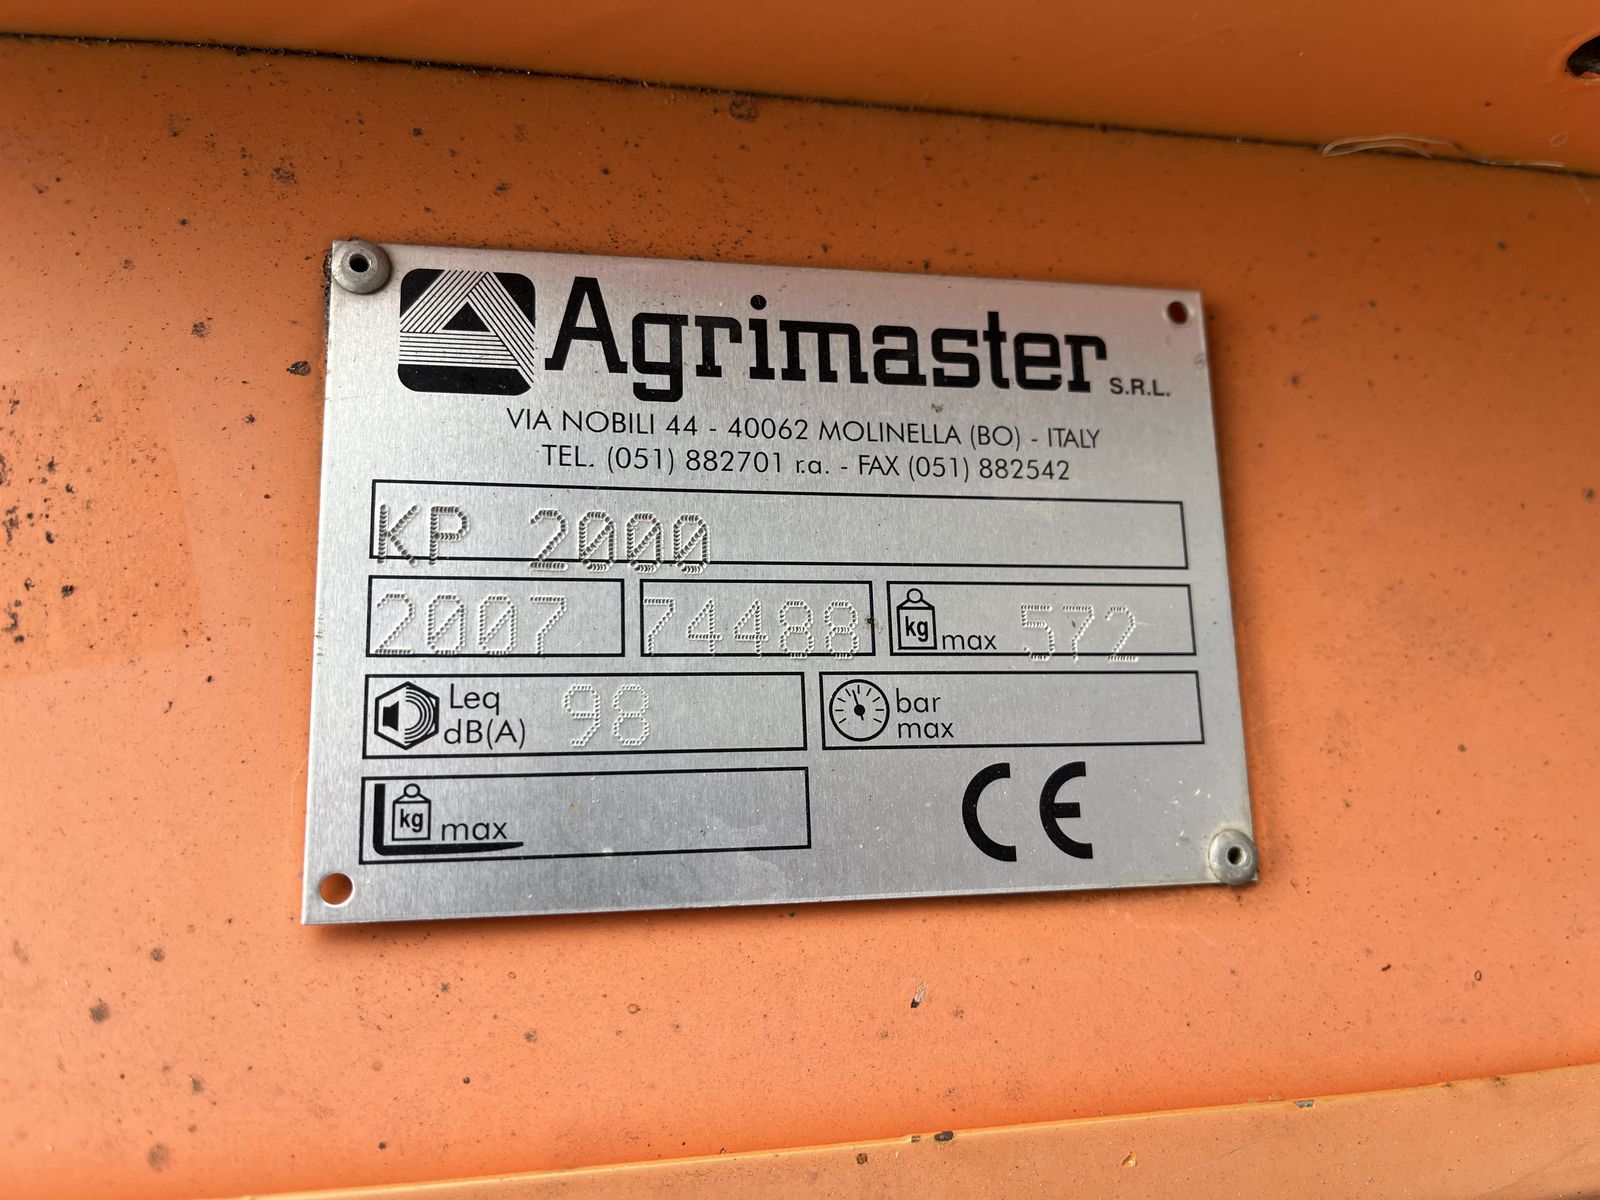 Agrimaster S.R.L.
VIA NOBILI 44 - 40062 MOLINELLA (BO) - ITALY
TEL. (051) 882701 r.a. - FAX (051) 882542
KP 2000
2007 74488 kg max 572
Leq dB(A) 98 bar max
kg max
CE